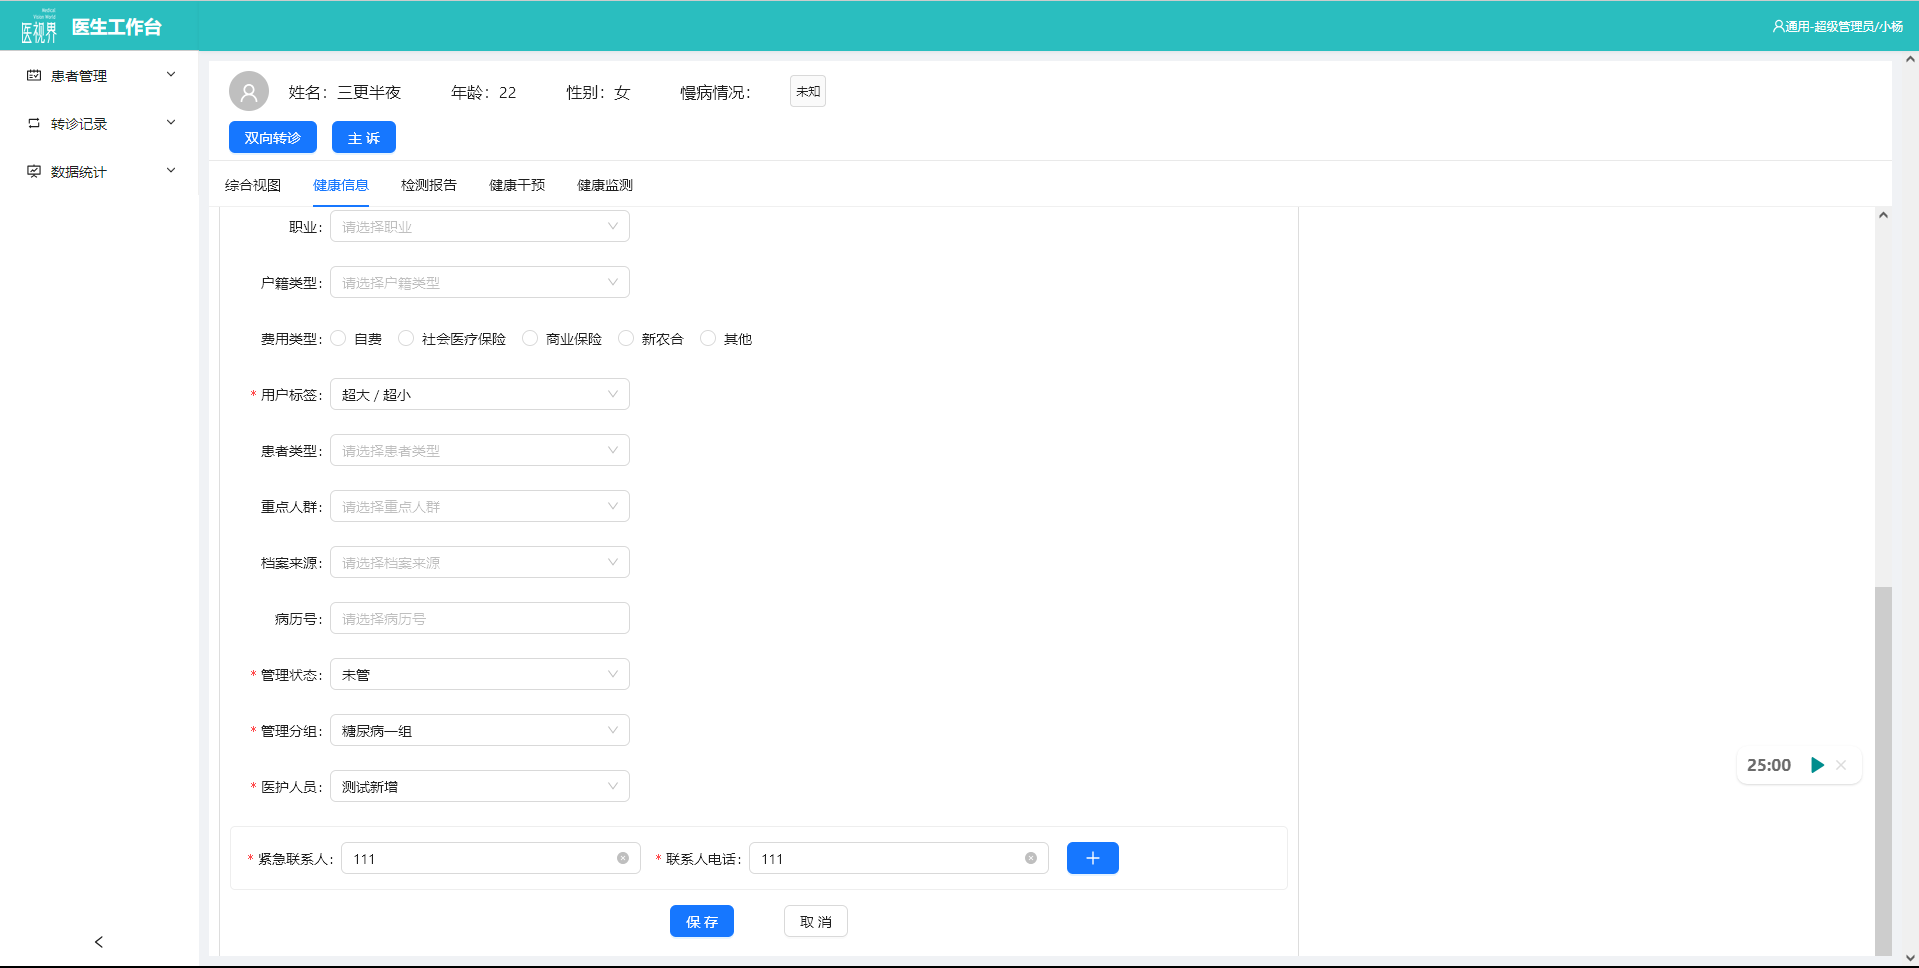 Medical
Vision World
医视界 医生工作台
通用-超级管理员/小杨
患者管理
转诊记录
数据统计
姓名：三更半夜 年龄：22 性别：女 慢病情况： 未知
双向转诊 主 诉
综合视图 健康信息 检测报告 健康干预 健康监测
职业： 请选择职业
户籍类型： 请选择户籍类型
费用类型： 自费 社会医疗保险 商业保险 新农合 其他
* 用户标签： 超大 / 超小
患者类型： 请选择患者类型
重点人群： 请选择重点人群
档案来源： 请选择档案来源
病历号： 请选择病历号
* 管理状态： 未管
* 管理分组： 糖尿病一组
* 医护人员： 测试新增
25:00
* 紧急联系人： 111 * 联系人电话： 111
保 存 取 消